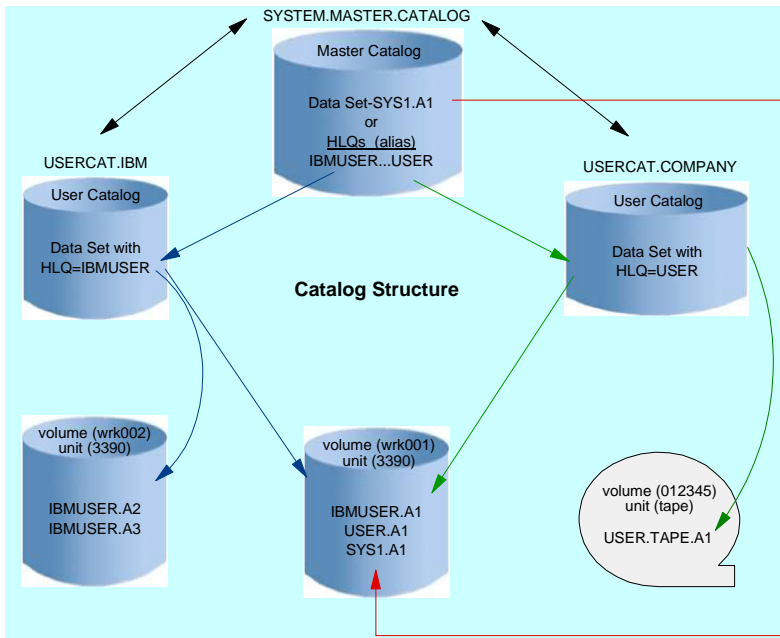 SYSTEM.MASTER.CATALOG
Master Catalog
Data Set-SYS1.A1
or
HLQs (alias)
IBMUSER...USER
USERCAT.IBM
User Catalog
Data Set with
HLQ=IBMUSER
USERCAT.COMPANY
User Catalog
Data Set with
HLQ=USER
Catalog Structure
volume (wrk002)
unit (3390)
IBMUSER.A2
IBMUSER.A3
volume (wrk001)
unit (3390)
IBMUSER.A1
USER.A1
SYS1.A1
volume (012345)
unit (tape)
USER.TAPE.A1